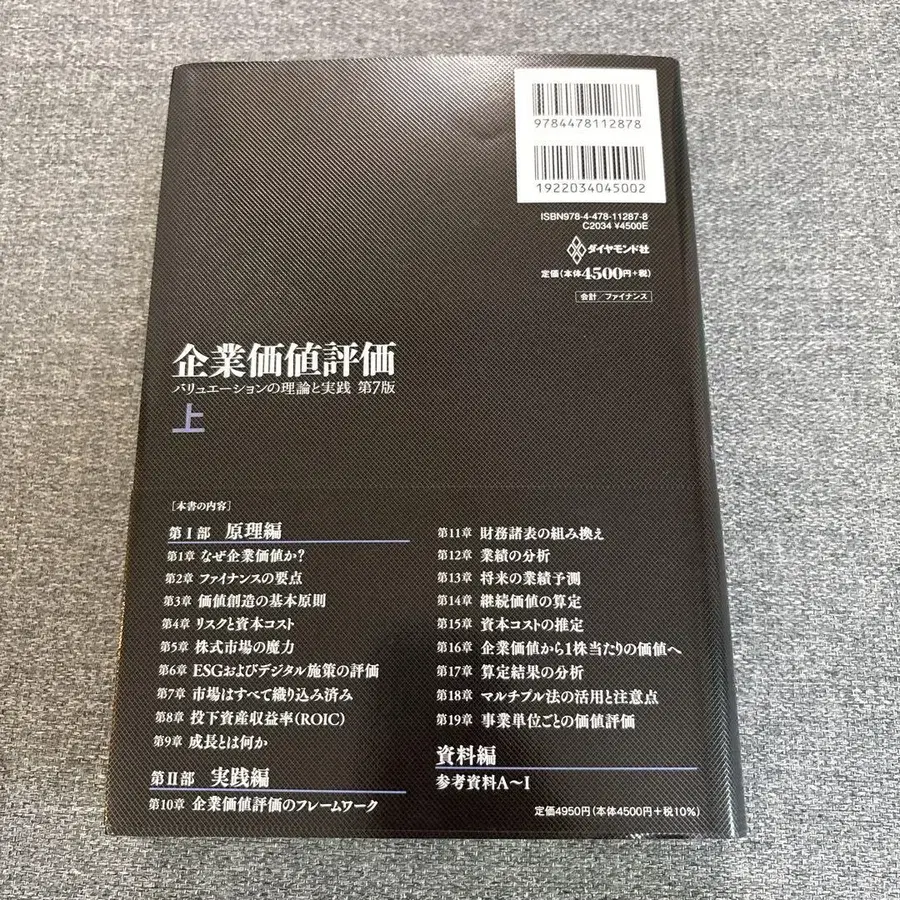 9784478112878
1922034045002
ISBN978-4-478-11287-8
C2034 ¥4500E
ダイヤモンド社
定価(本体4500円+税)
会計/ファイナンス
企業価値評価
バリュエーションの理論と実践 第7版
上
[本書の内容]
第Ⅰ部 原理編
第1章 なぜ企業価値か?
第2章 ファイナンスの要点
第3章 価値創造の基本原則
第4章 リスクと資本コスト
第5章 株式市場の魔力
第6章 ESGおよびデジタル施策の評価
第7章 市場はすべて織り込み済み
第8章 投下資産収益率(ROIC)
第9章 成長とは何か
第Ⅱ部 実践編
第10章 企業価値評価のフレームワーク
第11章 財務諸表の組み換え
第12章 業績の分析
第13章 将来の業績予測
第14章 継続価値の算定
第15章 資本コストの推定
第16章 企業価値から1株当たりの価値へ
第17章 算定結果の分析
第18章 マルチプル法の活用と注意点
第19章 事業単位ごとの価値評価
資料編
参考資料A〜I
定価4950円(本体4500円+税10%)